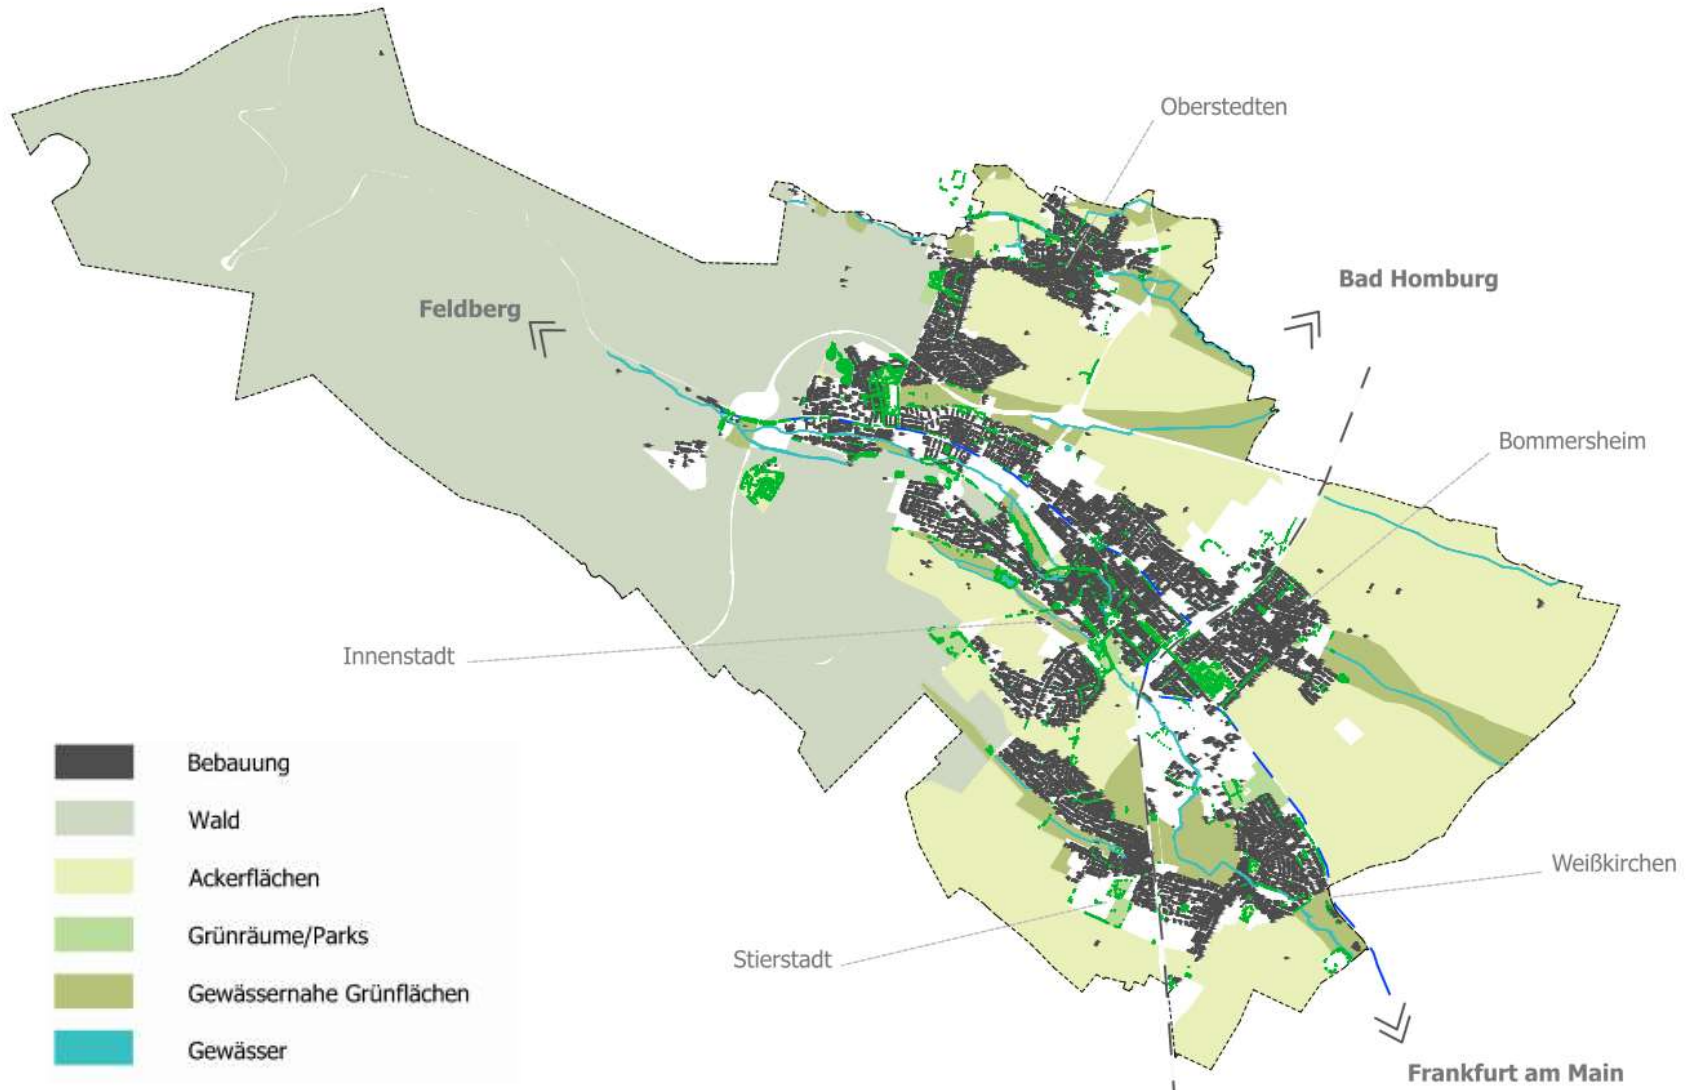 Oberstedten
Bad Homburg
Feldberg
Bommersheim
Innenstadt
Weißkirchen
Stierstadt
Frankfurt am Main
Bebauung
Wald
Ackerflächen
Grünräume/Parks
Gewässernahe Grünflächen
Gewässer